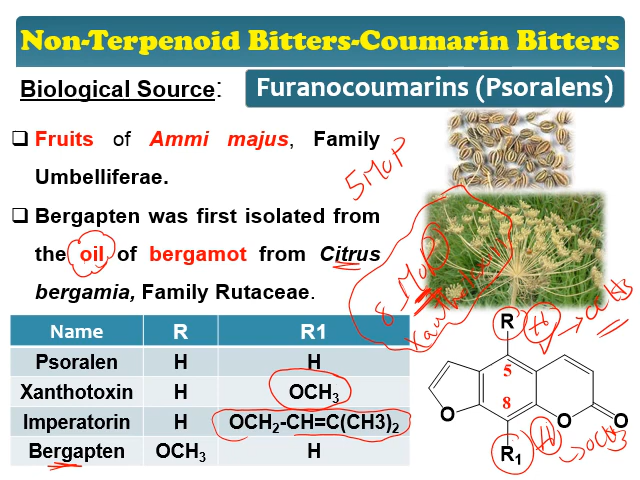 Non-Terpenoid Bitters-Coumarin Bitters
Biological Source:
Furanocoumarins (Psoralens)
❑ Fruits of Ammi majus, Family
Umbelliferae.
❑ Bergapten was first isolated from
the oil of bergamot from Citrus
bergamia, Family Rutaceae.
5 MOP
8 MOP
Xanthotoxin
Name R R1
Psoralen H H
Xanthotoxin H OCH3
Imperatorin H OCH2-CH=C(CH3)2
Bergapten OCH3 H
R H → OCH3
5
8
O O O
R1 H → OCH3